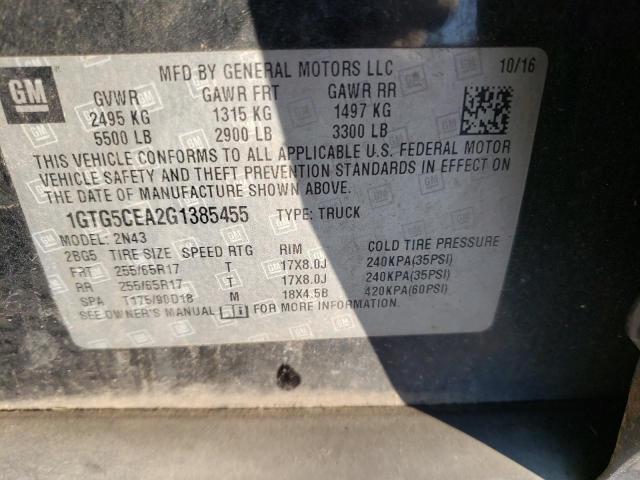 GM
MFD BY GENERAL MOTORS LLC 10/16
GVWR GAWR FRT GAWR RR
2495 KG 1315 KG 1497 KG
5500 LB 2900 LB 3300 LB
THIS VEHICLE CONFORMS TO ALL APPLICABLE U.S. FEDERAL MOTOR
VEHICLE SAFETY AND THEFT PREVENTION STANDARDS IN EFFECT ON
THE DATE OF MANUFACTURE SHOWN ABOVE.
1GTG5CEA2G1385455 TYPE: TRUCK
MODEL: 2N43
2BG5 TIRE SIZE SPEED RTG RIM COLD TIRE PRESSURE
FRT 255/65R17 T 17X8.0J 240KPA(35PSI)
RR 255/65R17 T 17X8.0J 240KPA(35PSI)
SPA T175/90D18 M 18X4.5B 420KPA(60PSI)
SEE OWNER'S MANUAL FOR MORE INFORMATION.